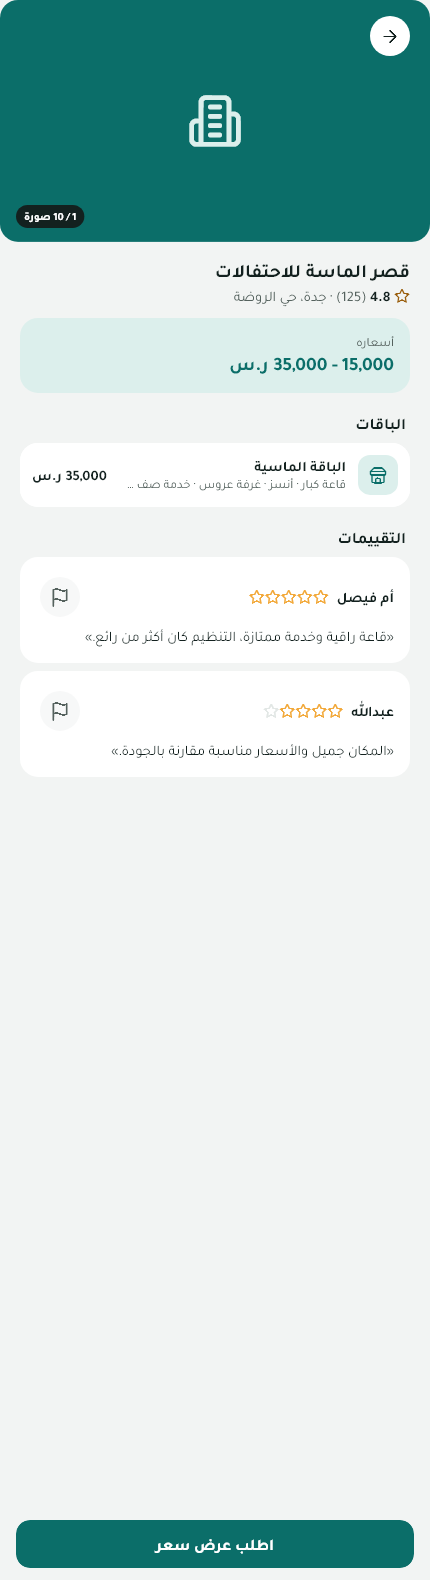 1 / 10 صورة
قصر الماسة للاحتفالات
4.8 (125) · جدة، حي الروضة
أسعاره
15,000 - 35,000 ر.س
الباقات
الباقة الماسية
35,000 ر.س
قاعة كبار · أنسز · غرفة عروس · خدمة صف ...
التقييمات
أم فيصل
«قاعة راقية وخدمة ممتازة، التنظيم كان أكثر من رائع.»
عبدالله
«المكان جميل والأسعار مناسبة مقارنة بالجودة.»
اطلب عرض سعر